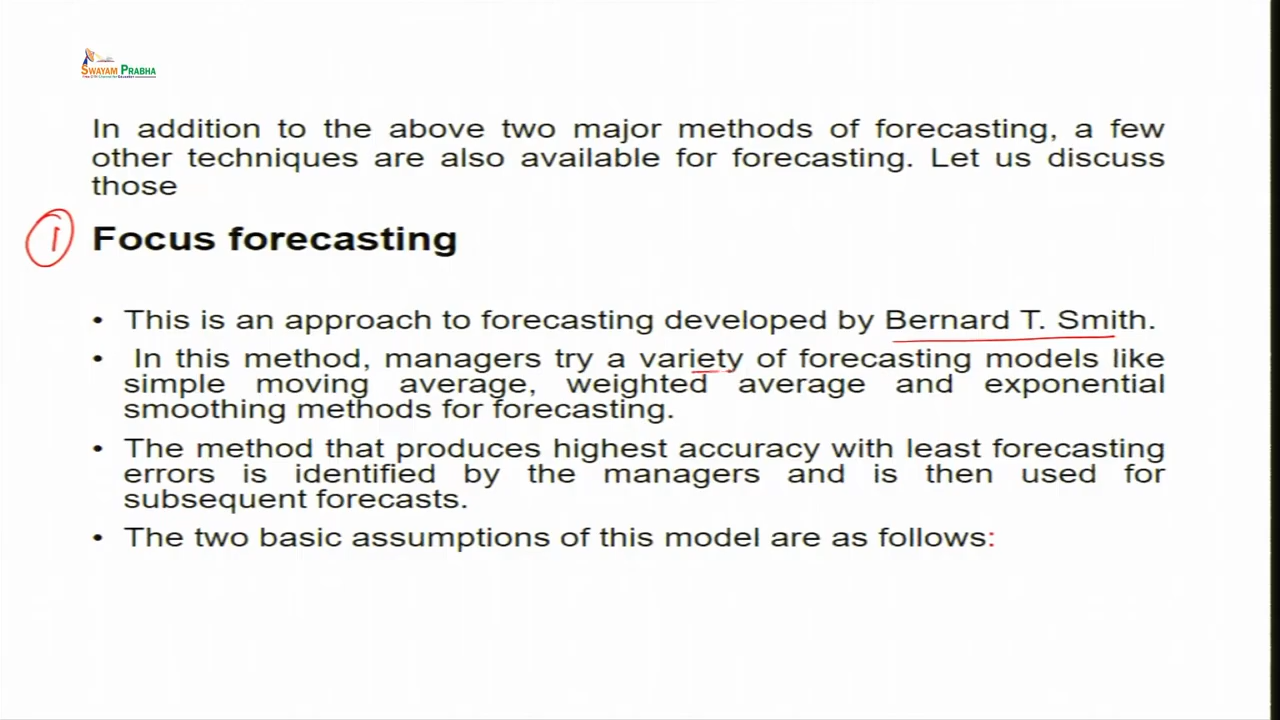 SWAYAM PRABHA
In addition to the above two major methods of forecasting, a few
other techniques are also available for forecasting. Let us discuss
those
1 Focus forecasting
• This is an approach to forecasting developed by Bernard T. Smith.
• In this method, managers try a variety of forecasting models like
simple moving average, weighted average and exponential
smoothing methods for forecasting.
• The method that produces highest accuracy with least forecasting
errors is identified by the managers and is then used for
subsequent forecasts.
• The two basic assumptions of this model are as follows: